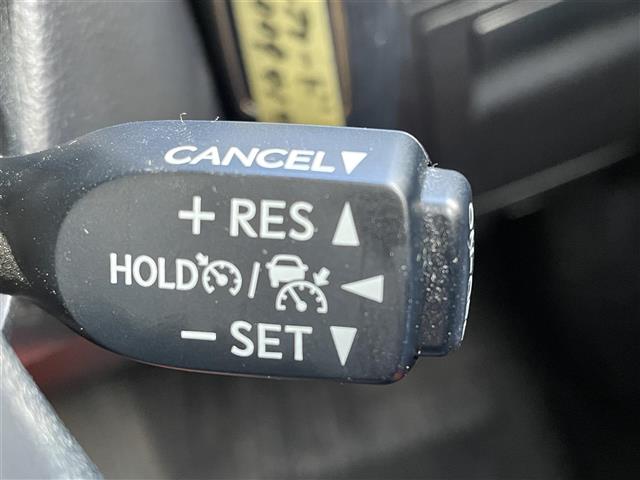 CANCEL
+ RES
HOLD /
− SET